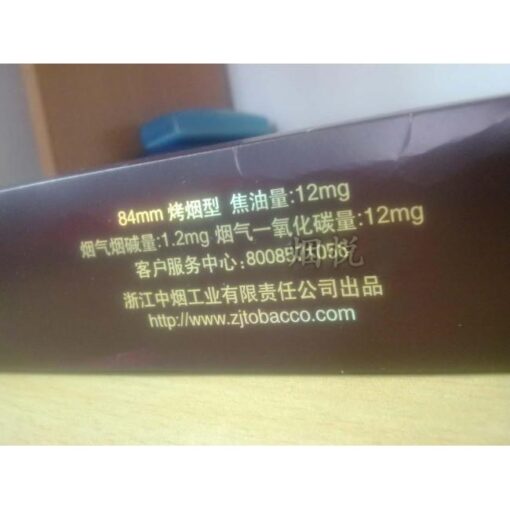 84mm 烤烟型 焦油量:12mg
烟气烟碱量:1.2mg 烟气一氧化碳量:12mg
客户服务中心:
浙江中烟工业有限责任公司出品
http://www.zjtobacco.com
烟悦